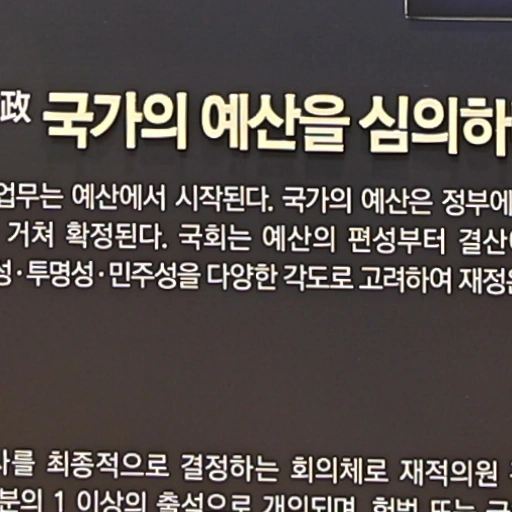 政 국가의 예산을 심의하
업무는 예산에서 시작된다. 국가의 예산은 정부에
거쳐 확정된다. 국회는 예산의 편성부터 결산
성·투명성·민주성을 다양한 각도로 고려하여 재정은
를 최종적으로 결정하는 회의체로 재적의원
분의 1 이상의 출석으로 개의되며, 헌법 또는